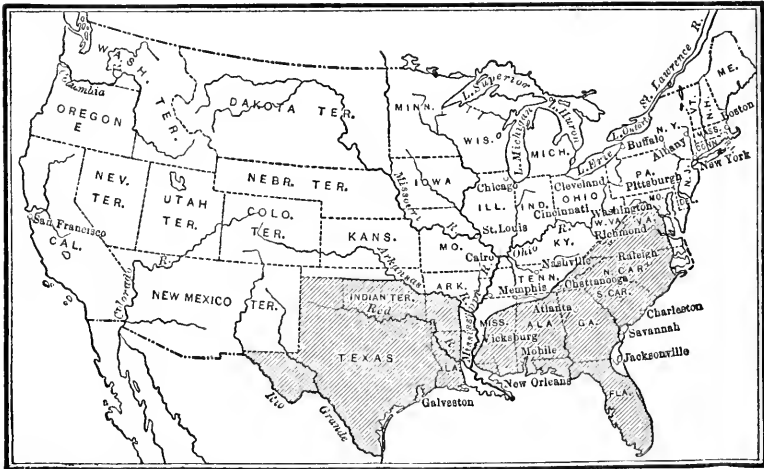 WASH.
TER.
Columbia
OREGON
E
DAKOTA TER.
MINN.
L. Superior
L. Huron
L. Michigan
St. Lawrence R.
ME.
VT.
N.H.
Boston
MASS.
CONN.
New York
L. Ontario
N. Y.
Buffalo
Albany
WIS.
MICH.
L. Erie
NEBR. TER.
IOWA
Missouri R.
Chicago
Cleveland
PA.
Pittsburgh
N.J.
NEV.
TER.
UTAH
TER.
COLO.
TER.
ILL.
IND.
OHIO
Cincinnati
Washington
MD.
DEL.
W. VA.
VA.
Richmond
San Francisco
CAL.
KANS.
MO.
St. Louis
Cairo
Ohio R.
KY.
Colorado R.
Arkansas R.
Nashville
Raleigh
NEW MEXICO TER.
INDIAN TER.
ARK.
Memphis
TENN.
Chattanooga
N. CAR.
S. CAR.
Red
Mississippi R.
MISS.
ALA
Atlanta
GA.
Charleston
Savannah
TEXAS
Vicksburg
Mobile
Jacksonville
LA.
New Orleans
FLA.
Rio Grande
Galveston